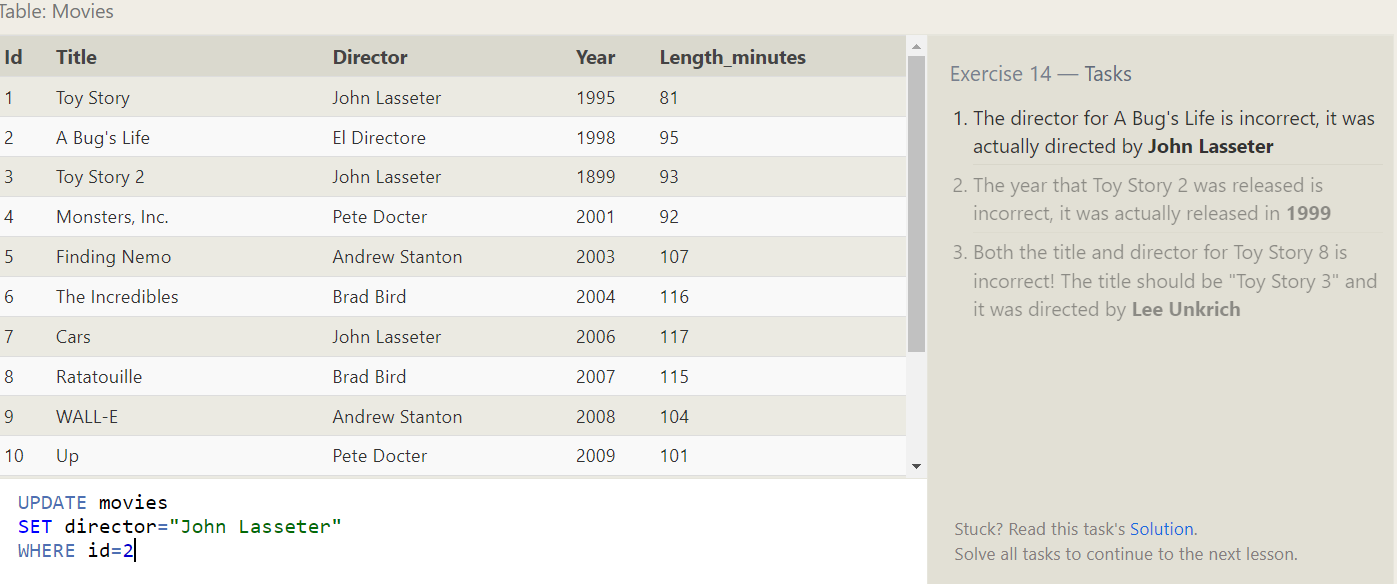 Table: Movies
Id Title Director Year Length_minutes
1 Toy Story John Lasseter 1995 81
2 A Bug's Life El Directore 1998 95
3 Toy Story 2 John Lasseter 1899 93
4 Monsters, Inc. Pete Docter 2001 92
5 Finding Nemo Andrew Stanton 2003 107
6 The Incredibles Brad Bird 2004 116
7 Cars John Lasseter 2006 117
8 Ratatouille Brad Bird 2007 115
9 WALL-E Andrew Stanton 2008 104
10 Up Pete Docter 2009 101
UPDATE movies
SET director="John Lasseter"
WHERE id=2
Exercise 14 — Tasks
1. The director for A Bug's Life is incorrect, it was
actually directed by John Lasseter
2. The year that Toy Story 2 was released is
incorrect, it was actually released in 1999
3. Both the title and director for Toy Story 8 is
incorrect! The title should be "Toy Story 3" and
it was directed by Lee Unkrich
Stuck? Read this task's Solution.
Solve all tasks to continue to the next lesson.